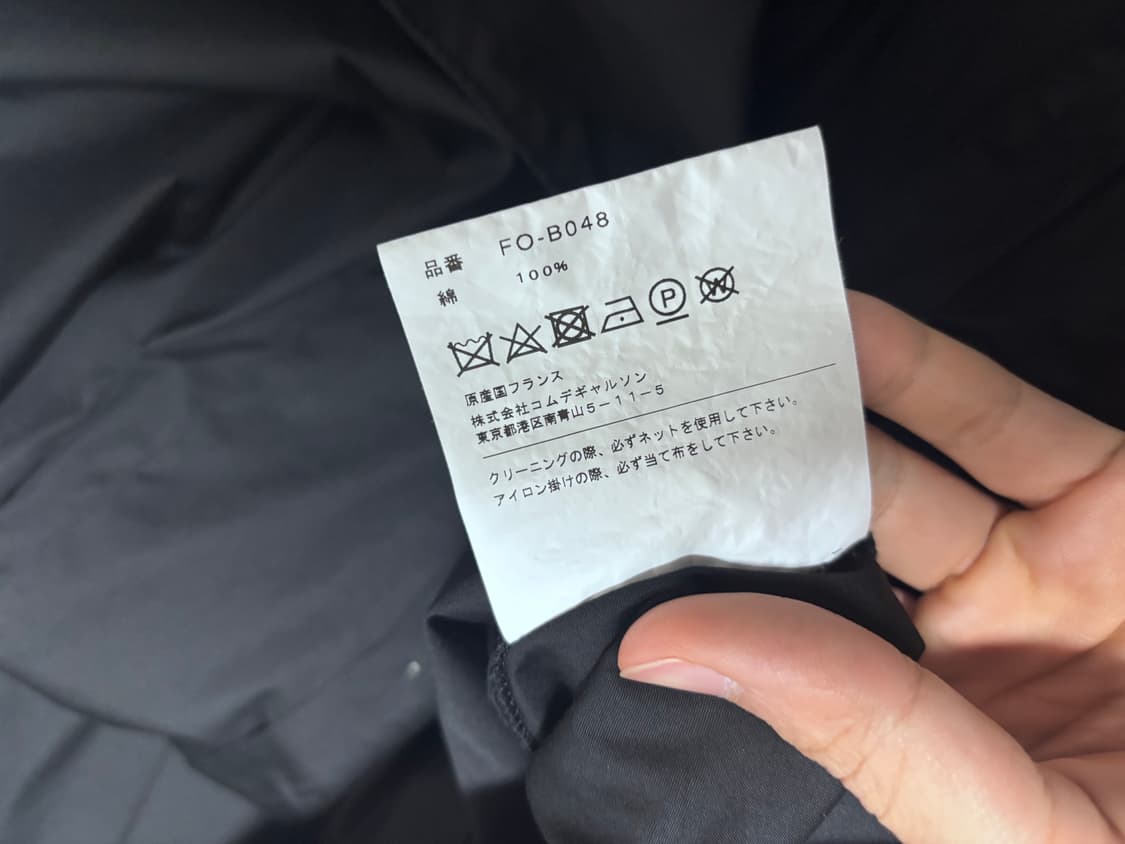 品番 FO-B048
綿 100%
P W
原産国フランス
株式会社コムデギャルソン
東京都港区南青山5-11-5
クリーニングの際、必ずネットを使用して下さい。
アイロン掛けの際、必ず当て布をして下さい。